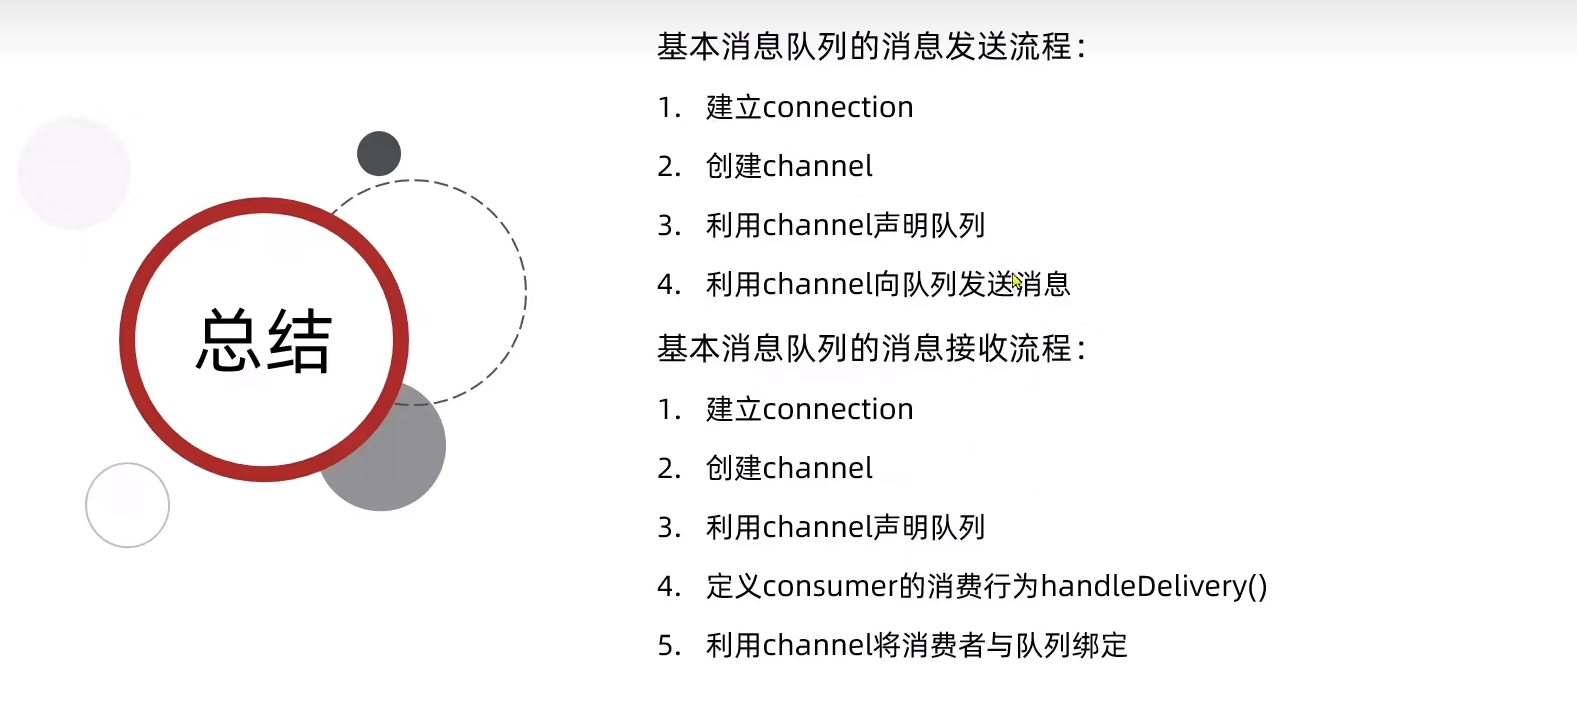 总结
基本消息队列的消息发送流程：
1. 建立connection
2. 创建channel
3. 利用channel声明队列
4. 利用channel向队列发送消息
基本消息队列的消息接收流程：
1. 建立connection
2. 创建channel
3. 利用channel声明队列
4. 定义consumer的消费行为handleDelivery()
5. 利用channel将消费者与队列绑定